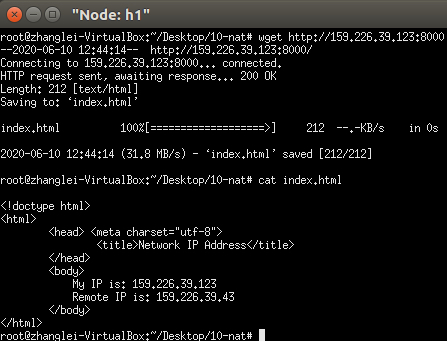 "Node: h1"
root@zhanglei-VirtualBox:~/Desktop/10-nat# wget http://159.226.39.123:8000
--2020-06-10 12:44:14--  http://159.226.39.123:8000/
Connecting to 159.226.39.123:8000... connected.
HTTP request sent, awaiting response... 200 OK
Length: 212 [text/html]
Saving to: ‘index.html’
index.html          100%[===================>]     212  --.-KB/s    in 0s
2020-06-10 12:44:14 (31.8 MB/s) - ‘index.html’ saved [212/212]
root@zhanglei-VirtualBox:~/Desktop/10-nat# cat index.html
<!doctype html>
<html>
        <head> <meta charset="utf-8">
                <title>Network IP Address</title>
        </head>
        <body>
            My IP is: 159.226.39.123
            Remote IP is: 159.226.39.43
        </body>
</html>
root@zhanglei-VirtualBox:~/Desktop/10-nat#